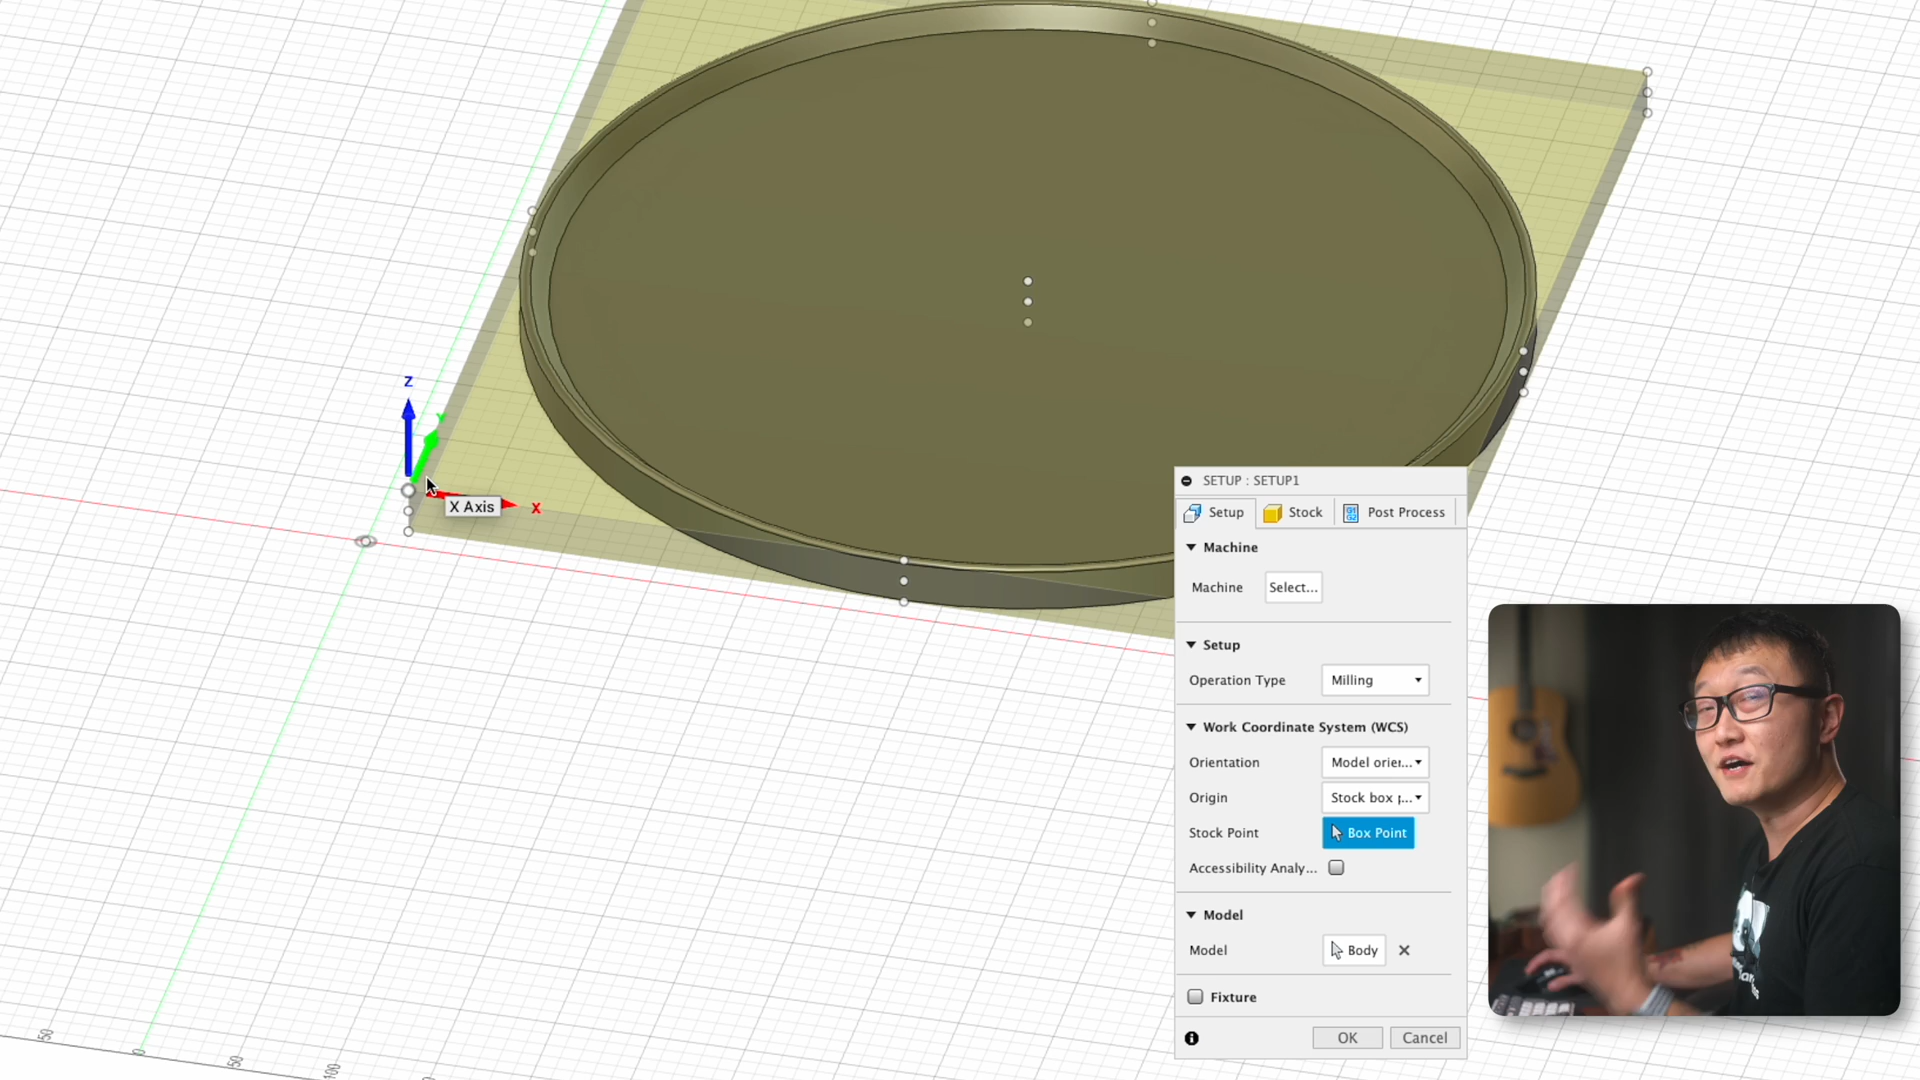 Z
Y
X Axis
X
SETUP : SETUP1
Setup
Stock
G1
G2
Post Process
Machine
Machine
Select...
Setup
Operation Type
Milling
Work Coordinate System (WCS)
Orientation
Model orie...
Origin
Stock box p...
Stock Point
Box Point
Accessibility Analy...
Model
Model
Body
Fixture
OK
Cancel
50
0
50
100